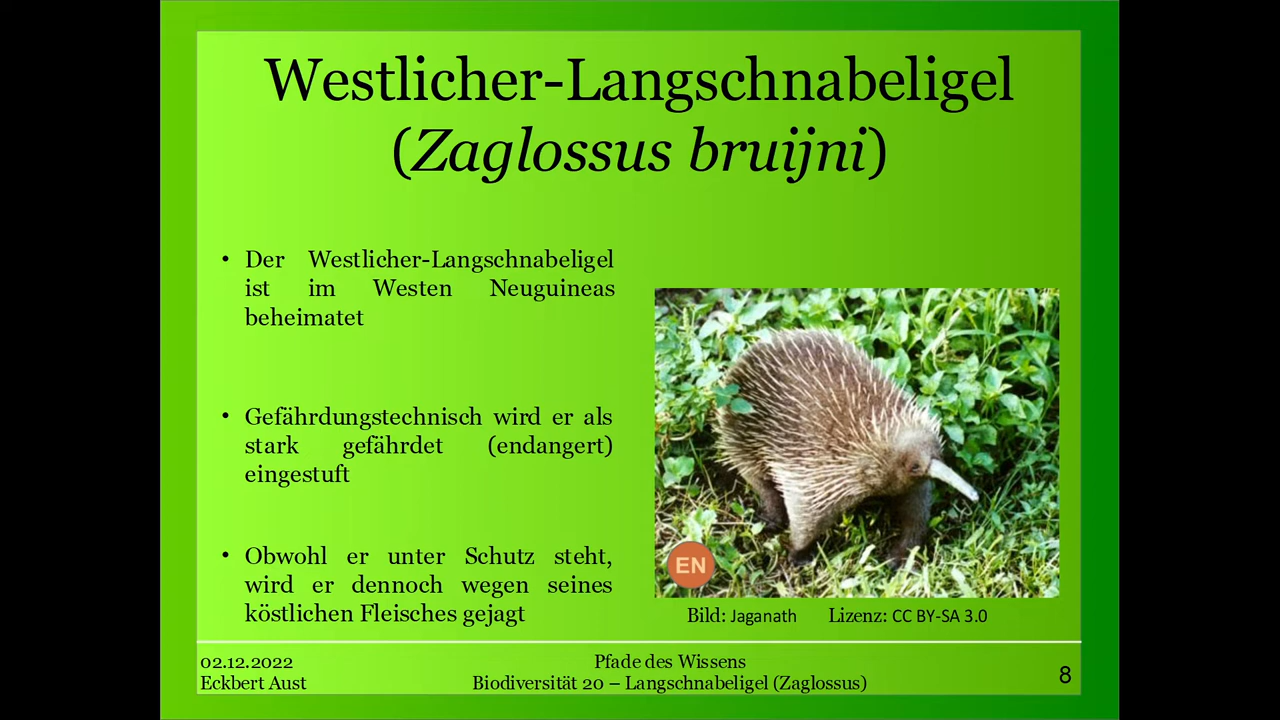 Westlicher-Langschnabeligel
(Zaglossus bruijni)
• Der Westlicher-Langschnabeligel
ist im Westen Neuguineas
beheimatet
• Gefährdungstechnisch wird er als
stark gefährdet (endangert)
eingestuft
• Obwohl er unter Schutz steht,
wird er dennoch wegen seines
köstlichen Fleisches gejagt
EN
Bild: Jaganath Lizenz: CC BY-SA 3.0
02.12.2022
Eckbert Aust
Pfade des Wissens
Biodiversität 20 – Langschnabeligel (Zaglossus)
8